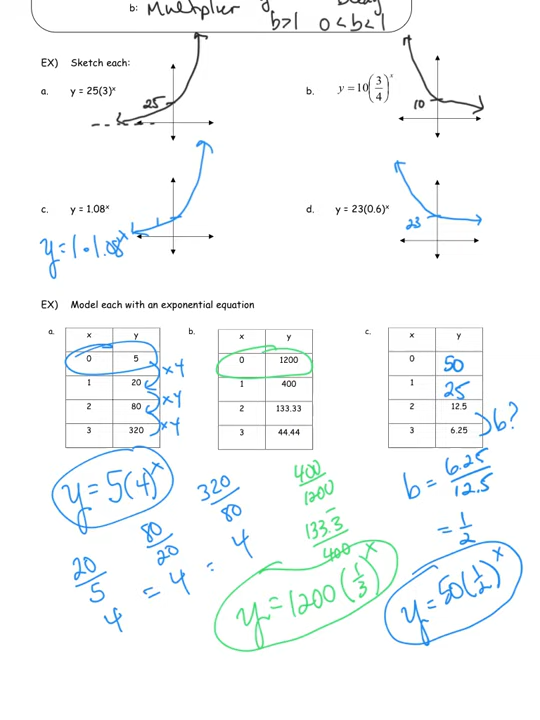 b: Multiplier
b>1 0<b<1
EX) Sketch each:
a. y = 25(3)ˣ
25
b. y = 10(3/4)ˣ
10
c. y = 1.08ˣ
y = 1 • 1.08ˣ
d. y = 23(0.6)ˣ
23
EX) Model each with an exponential equation
a.
x y
0 5
1 20
2 80
3 320
x4
x4
x4
b.
x y
0 1200
1 400
2 133.33
3 44.44
c.
x y
0 50
1 25
2 12.5
3 6.25
b?
y = 5(4)ˣ
20/5
4
80/20
= 4
320/80
= 4
400/1200
133.3̅/400
y = 1200(1/3)ˣ
b = 6.25/12.5
= 1/2
y = 50(1/2)ˣ